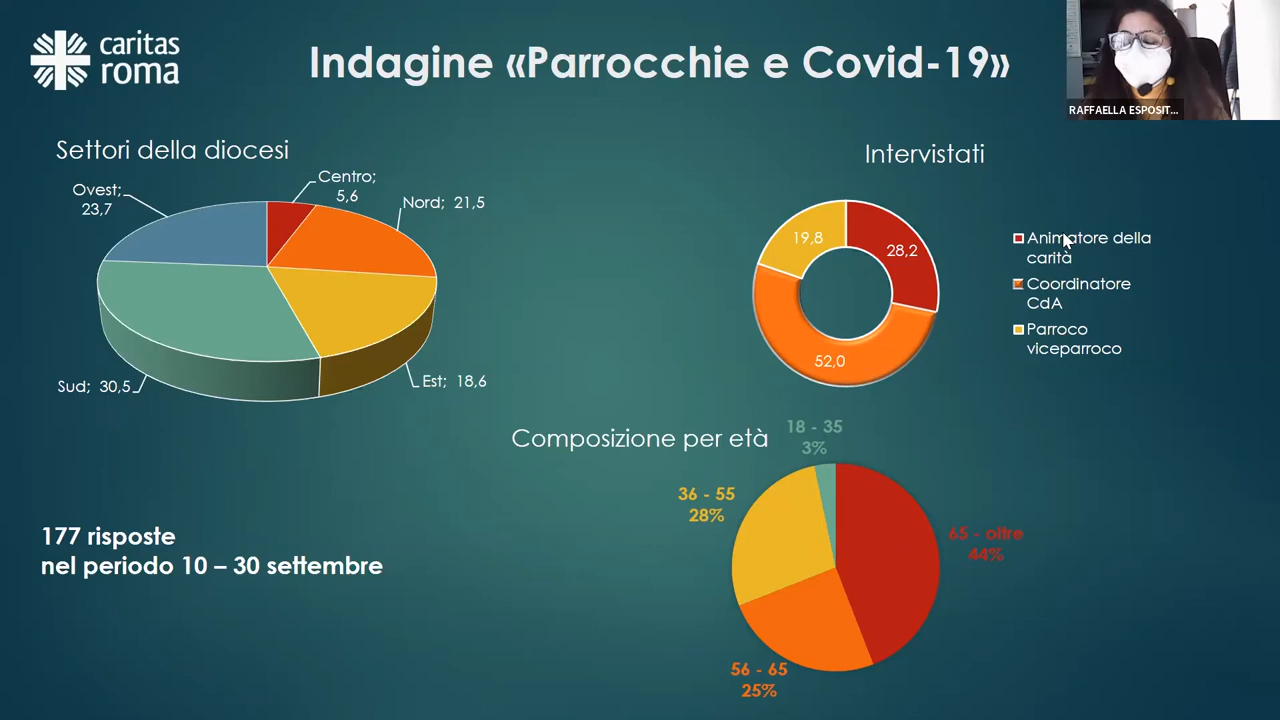 caritas
roma
Indagine «Parrocchie e Covid-19»
RAFFAELLA ESPOSIT...
Settori della diocesi
Centro;
5,6
Ovest;
23,7
Nord; 21,5
Sud; 30,5
Est; 18,6
Intervistati
19,8
28,2
52,0
Animatore della
carità
Coordinatore
CdA
Parroco
viceparroco
Composizione per età
18 - 35
3%
36 - 55
28%
65 - oltre
44%
56 - 65
25%
177 risposte
nel periodo 10 – 30 settembre